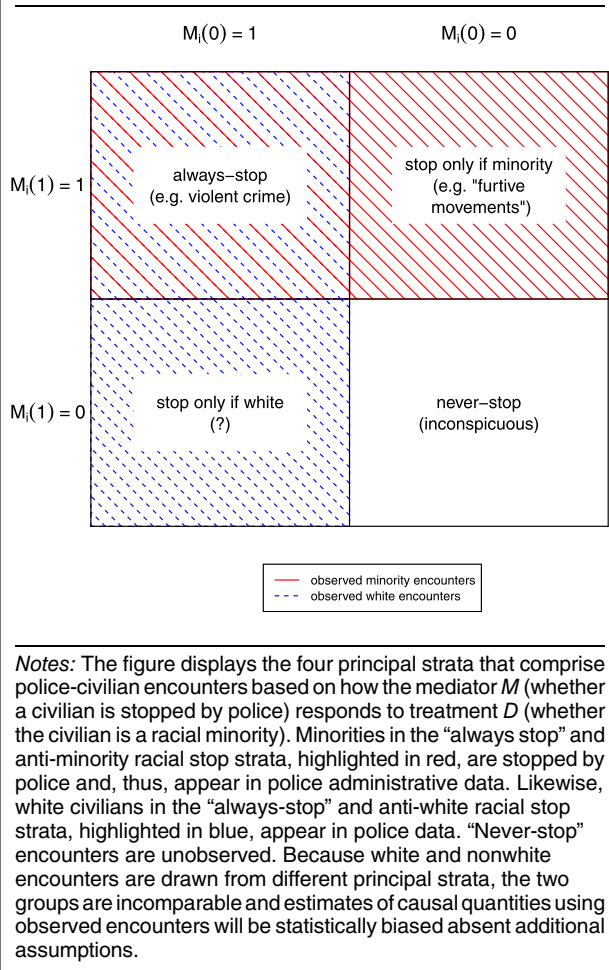 Mᵢ(0) = 1
Mᵢ(0) = 0
Mᵢ(1) = 1
always−stop
(e.g. violent crime)
stop only if minority
(e.g. "furtive
movements")
Mᵢ(1) = 0
stop only if white
(?)
never−stop
(inconspicuous)
observed minority encounters
observed white encounters
Notes: The figure displays the four principal strata that comprise
police-civilian encounters based on how the mediator M (whether
a civilian is stopped by police) responds to treatment D (whether
the civilian is a racial minority). Minorities in the “always stop” and
anti-minority racial stop strata, highlighted in red, are stopped by
police and, thus, appear in police administrative data. Likewise,
white civilians in the “always-stop” and anti-white racial stop
strata, highlighted in blue, appear in police data. “Never-stop”
encounters are unobserved. Because white and nonwhite
encounters are drawn from different principal strata, the two
groups are incomparable and estimates of causal quantities using
observed encounters will be statistically biased absent additional
assumptions.